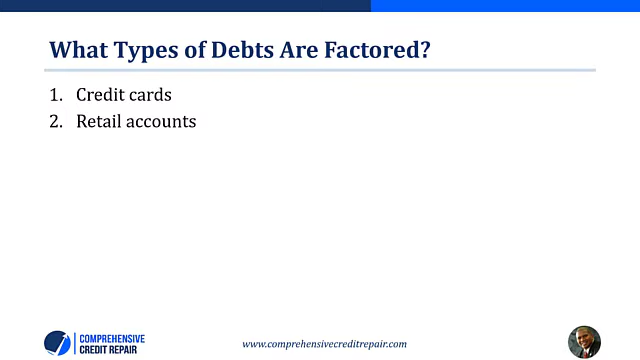 What Types of Debts Are Factored?
1. Credit cards
2. Retail accounts
COMPREHENSIVE
CREDIT REPAIR
www.comprehensivecreditrepair.com